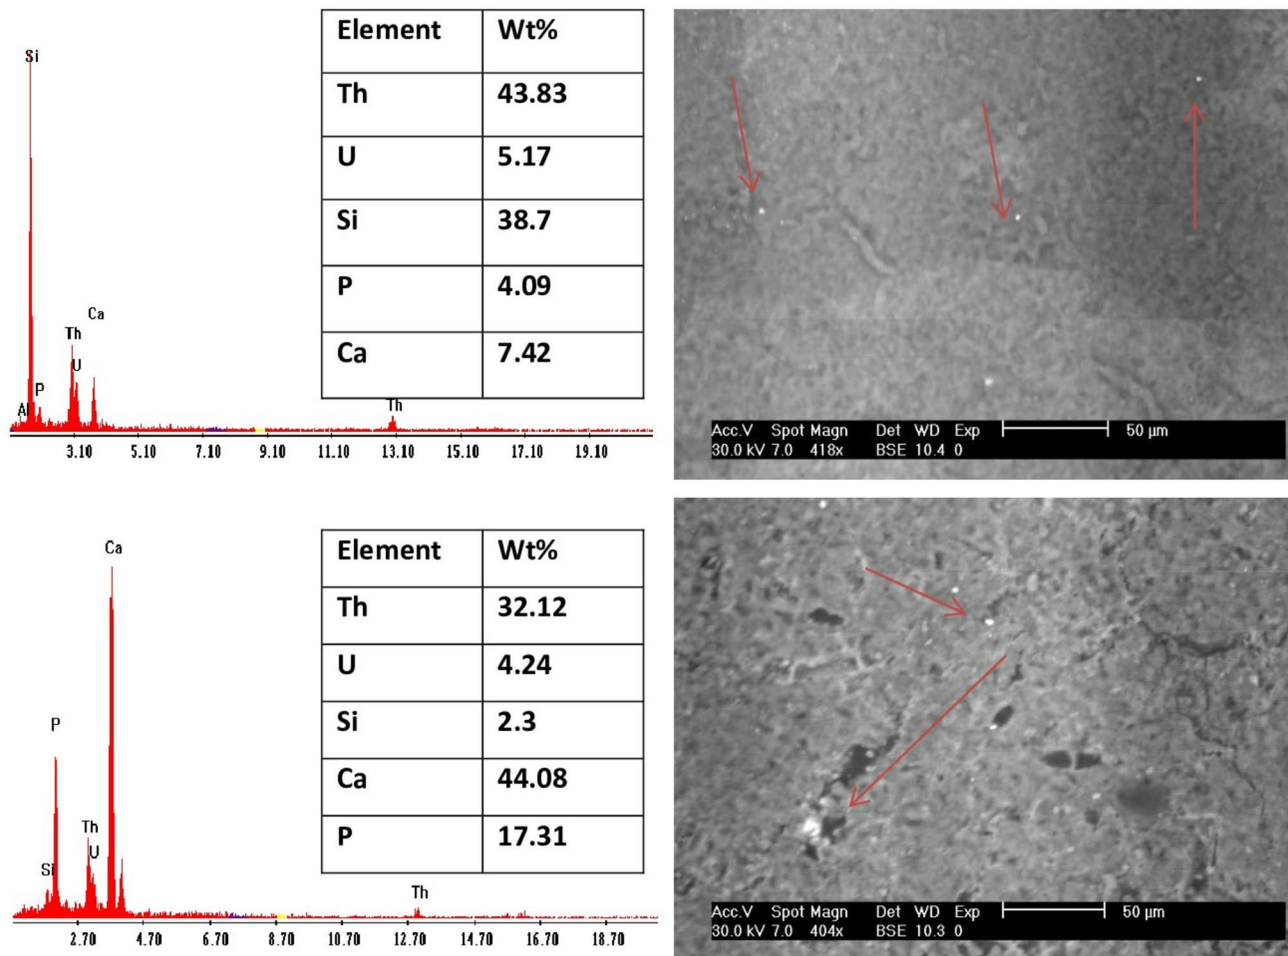 Si
Al
P
Th
U
Ca
Th
3.10 5.10 7.10 9.10 11.10 13.10 15.10 17.10 19.10
Element Wt%
Th 43.83
U 5.17
Si 38.7
P 4.09
Ca 7.42
Acc.V Spot Magn Det WD Exp
30.0 kV 7.0 418x BSE 10.4 0
50 µm
Ca
P
Si
Th
U
Th
2.70 4.70 6.70 8.70 10.70 12.70 14.70 16.70 18.70
Element Wt%
Th 32.12
U 4.24
Si 2.3
Ca 44.08
P 17.31
Acc.V Spot Magn Det WD Exp
30.0 kV 7.0 404x BSE 10.3 0
50 µm